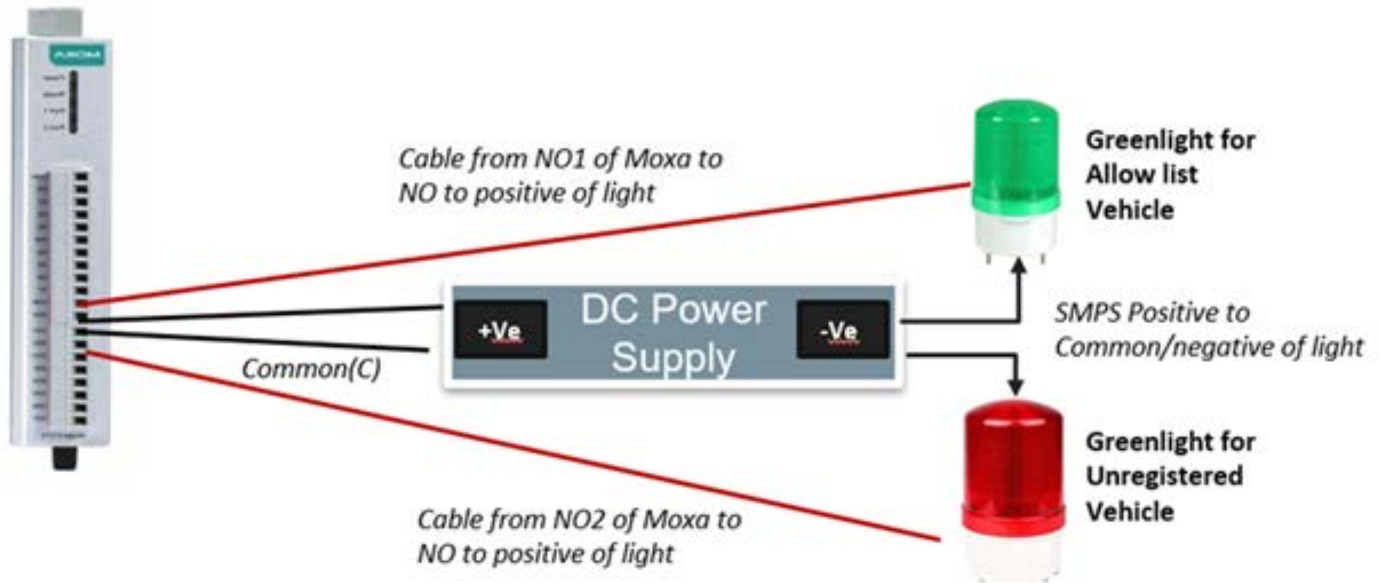 MOXA
Cable from NO1 of Moxa to
NO to positive of light
Greenlight for
Allow list
Vehicle
+Ve
DC Power
Supply
-Ve
SMPS Positive to
Common/negative of light
Common(C)
Greenlight for
Unregistered
Vehicle
Cable from NO2 of Moxa to
NO to positive of light